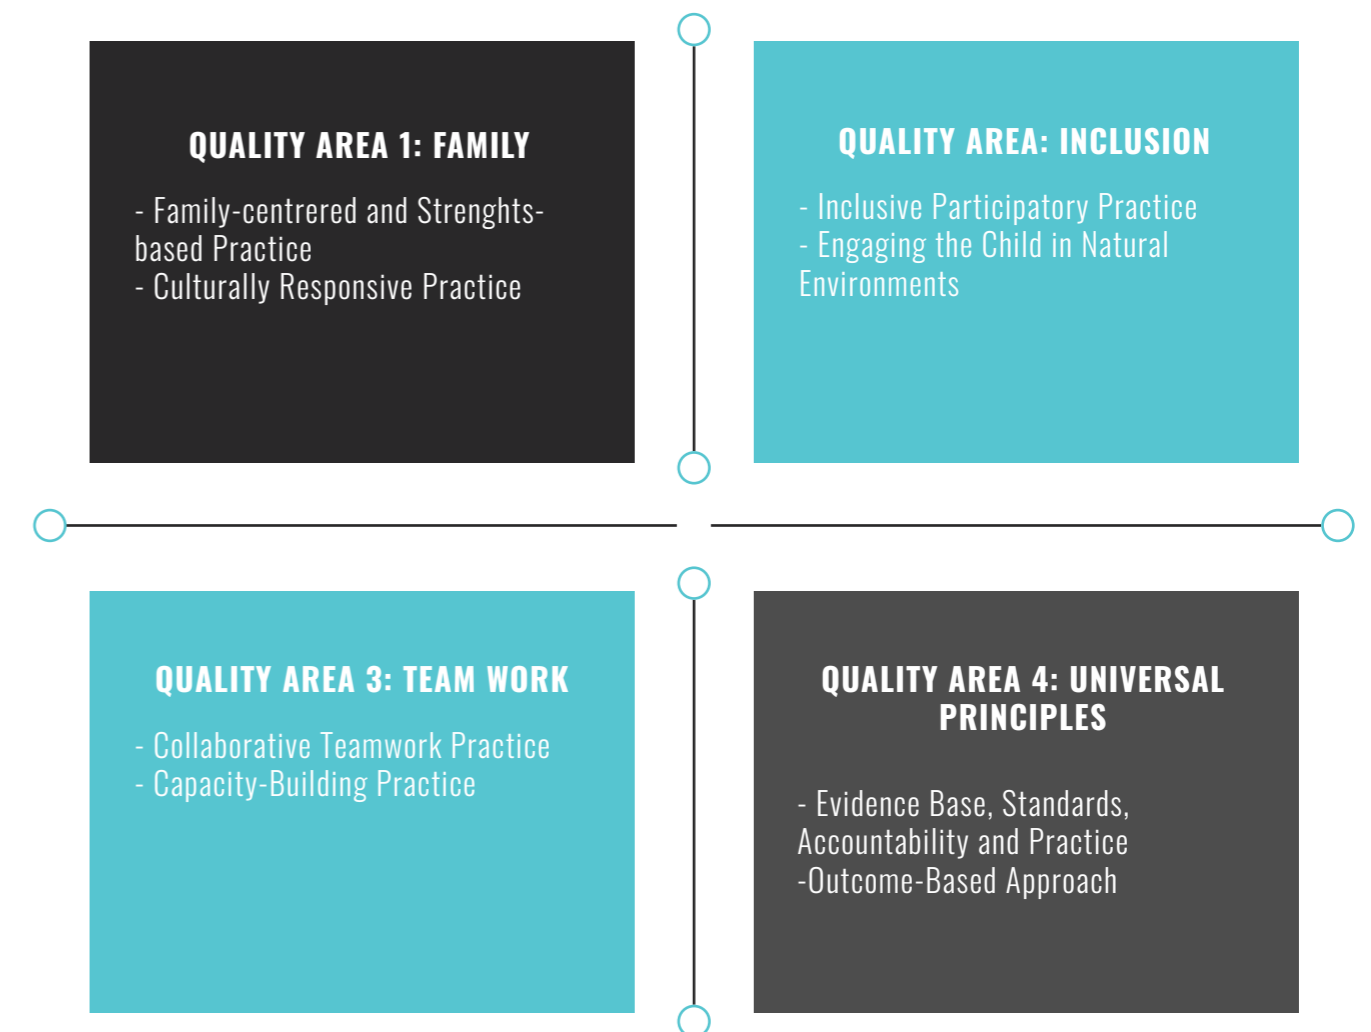 QUALITY AREA 1: FAMILY
- Family-centrered and Strenghts-
based Practice
- Culturally Responsive Practice
QUALITY AREA: INCLUSION
- Inclusive Participatory Practice
- Engaging the Child in Natural
Environments
QUALITY AREA 3: TEAM WORK
- Collaborative Teamwork Practice
- Capacity-Building Practice
QUALITY AREA 4: UNIVERSAL
PRINCIPLES
- Evidence Base, Standards,
Accountability and Practice
-Outcome-Based Approach